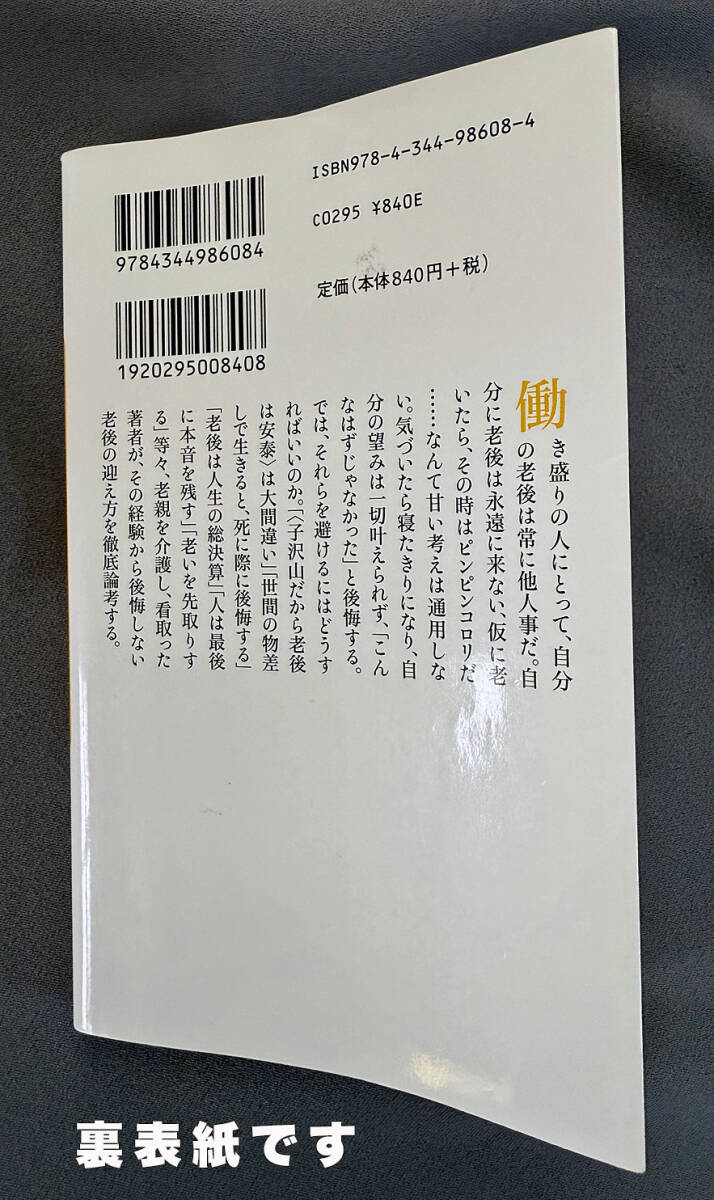 ISBN978-4-344-98608-4
C0295 ¥840E
定価(本体840円+税)
9784344986084
1920295008408
働き盛りの人にとって、自分
の老後は常に他人事だ。自
分に老後は永遠に来ない、仮に老
いたら、その時はピンピンコロリだ
……なんて甘い考えは通用しな
い。気づいたら寝たきりになり、自
分の望みは一切叶えられず、「こん
なはずじゃなかった」と後悔する。
では、それらを避けるにはどうす
ればいいのか。「〈子沢山だから老後
は安泰〉は大間違い」「世間の物差
しで生きると、死に際に後悔する」
「老後は人生の総決算」「人は最後
に本音を残す」「老いを先取りす
る」等々、老親を介護し、看取った
著者が、その経験から後悔しない
老後の迎え方を徹底論考する。
裏表紙です